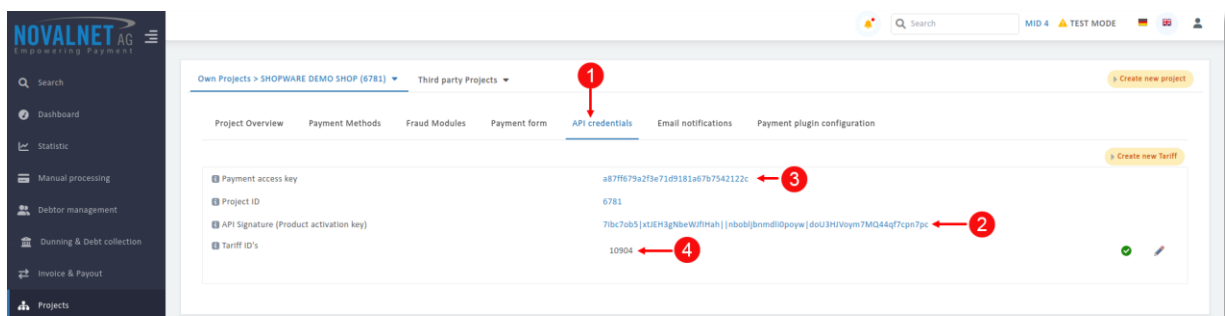 NOVALNET AG
Empowering Payment
Search
MID 4 TEST MODE
Search
Dashboard
Statistic
Manual processing
Debtor management
Dunning & Debt collection
Invoice & Payout
Projects
Own Projects > SHOPWARE DEMO SHOP (6781) Third party Projects 1 Create new project
Project Overview Payment Methods Fraud Modules Payment form API credentials Email notifications Payment plugin configuration
Create new Tariff
Payment access key a87ff679a2f3e71d9181a67b7542122c 3
Project ID 6781
API Signature (Product activation key) 7ibc7ob5|xtJEH3gNbeWJfIHah||nbobljbnmdli0poyw|doU3HJVoym7MQ44qf7cpn7pc 2
Tariff ID's 10904 4